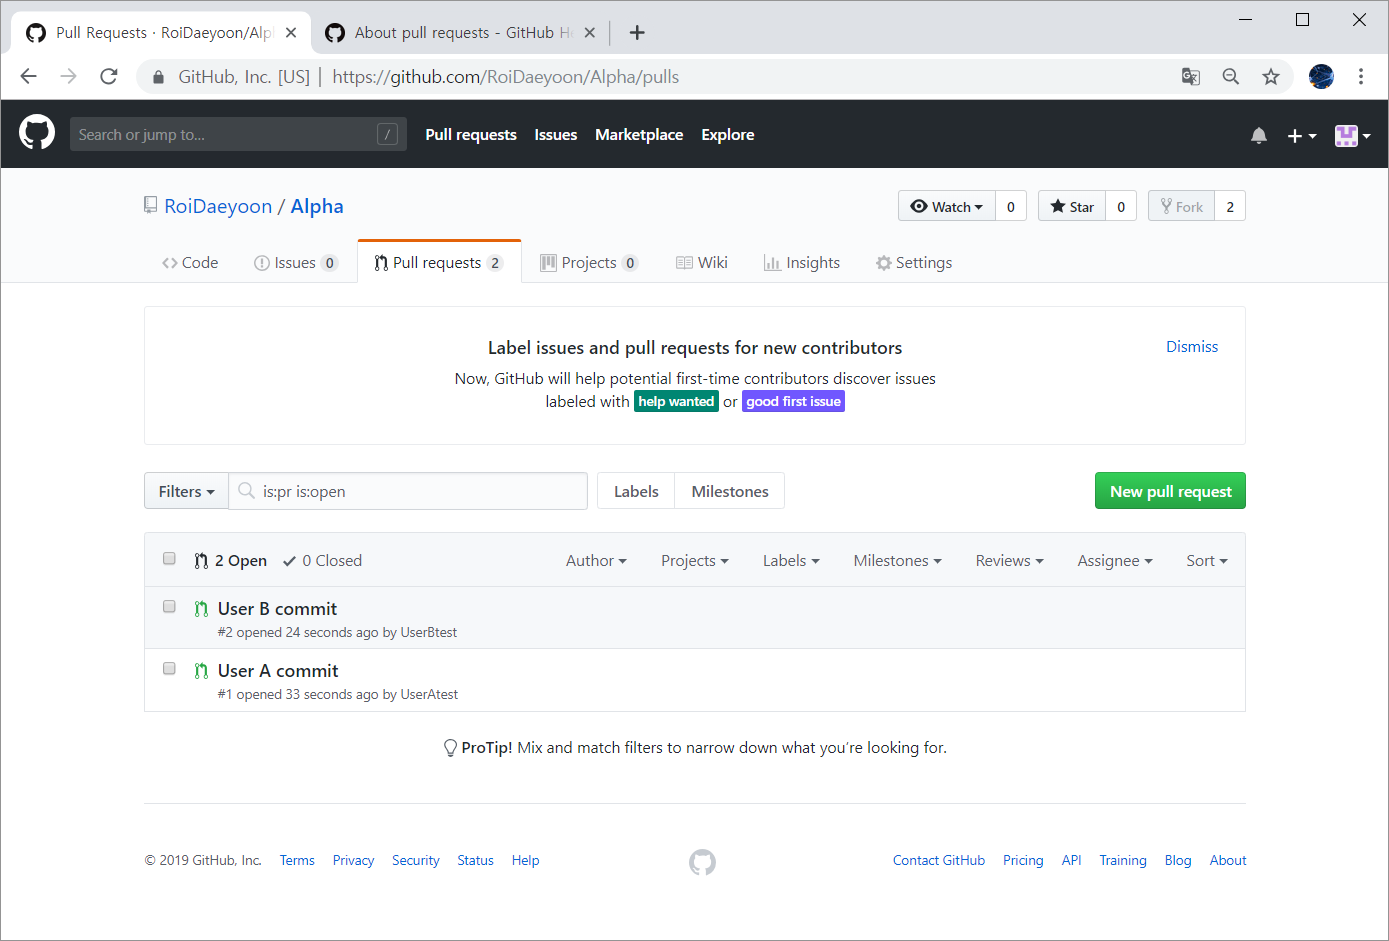 Pull Requests · RoiDaeyoon/Alp
About pull requests - GitHub H
GitHub, Inc. [US] | https://github.com/RoiDaeyoon/Alpha/pulls
Search or jump to... / Pull requests Issues Marketplace Explore
RoiDaeyoon / Alpha Watch 0 Star 0 Fork 2
Code Issues 0 Pull requests 2 Projects 0 Wiki Insights Settings
Label issues and pull requests for new contributors
Dismiss
Now, GitHub will help potential first-time contributors discover issues
labeled with help wanted or good first issue
Filters is:pr is:open Labels Milestones New pull request
2 Open 0 Closed Author Projects Labels Milestones Reviews Assignee Sort
User B commit
#2 opened 24 seconds ago by UserBtest
User A commit
#1 opened 33 seconds ago by UserAtest
ProTip! Mix and match filters to narrow down what you're looking for.
© 2019 GitHub, Inc. Terms Privacy Security Status Help Contact GitHub Pricing API Training Blog About